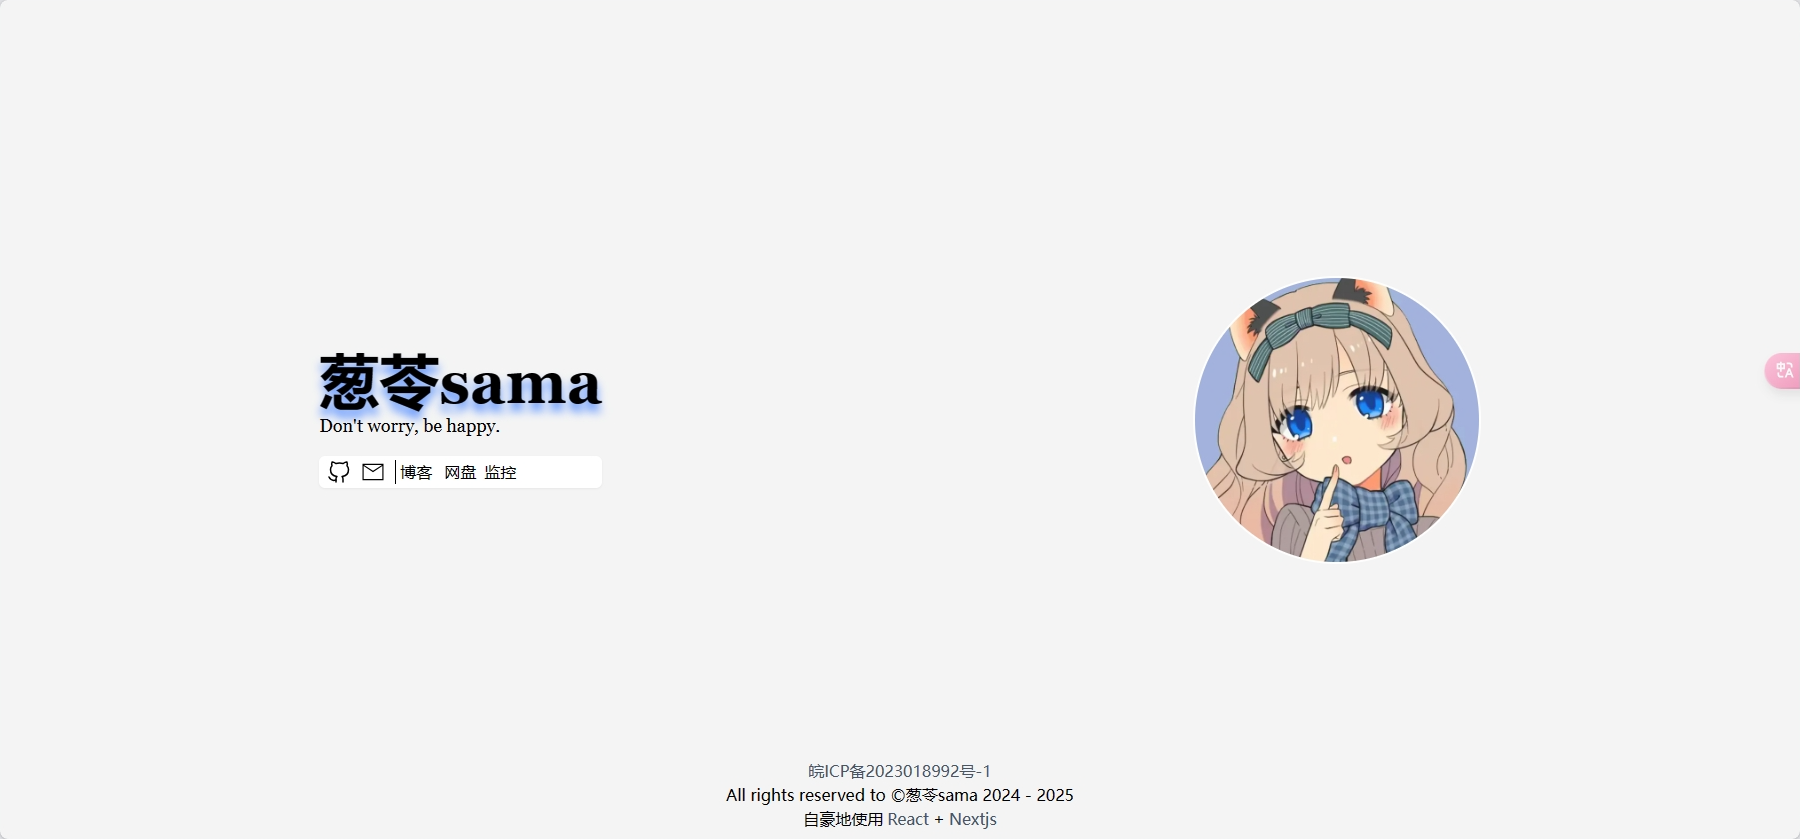 葱苓sama
Don't worry, be happy.
博客 网盘 监控
皖ICP备2023018992号-1
All rights reserved to ©葱苓sama 2024 - 2025
自豪地使用 React + Nextjs